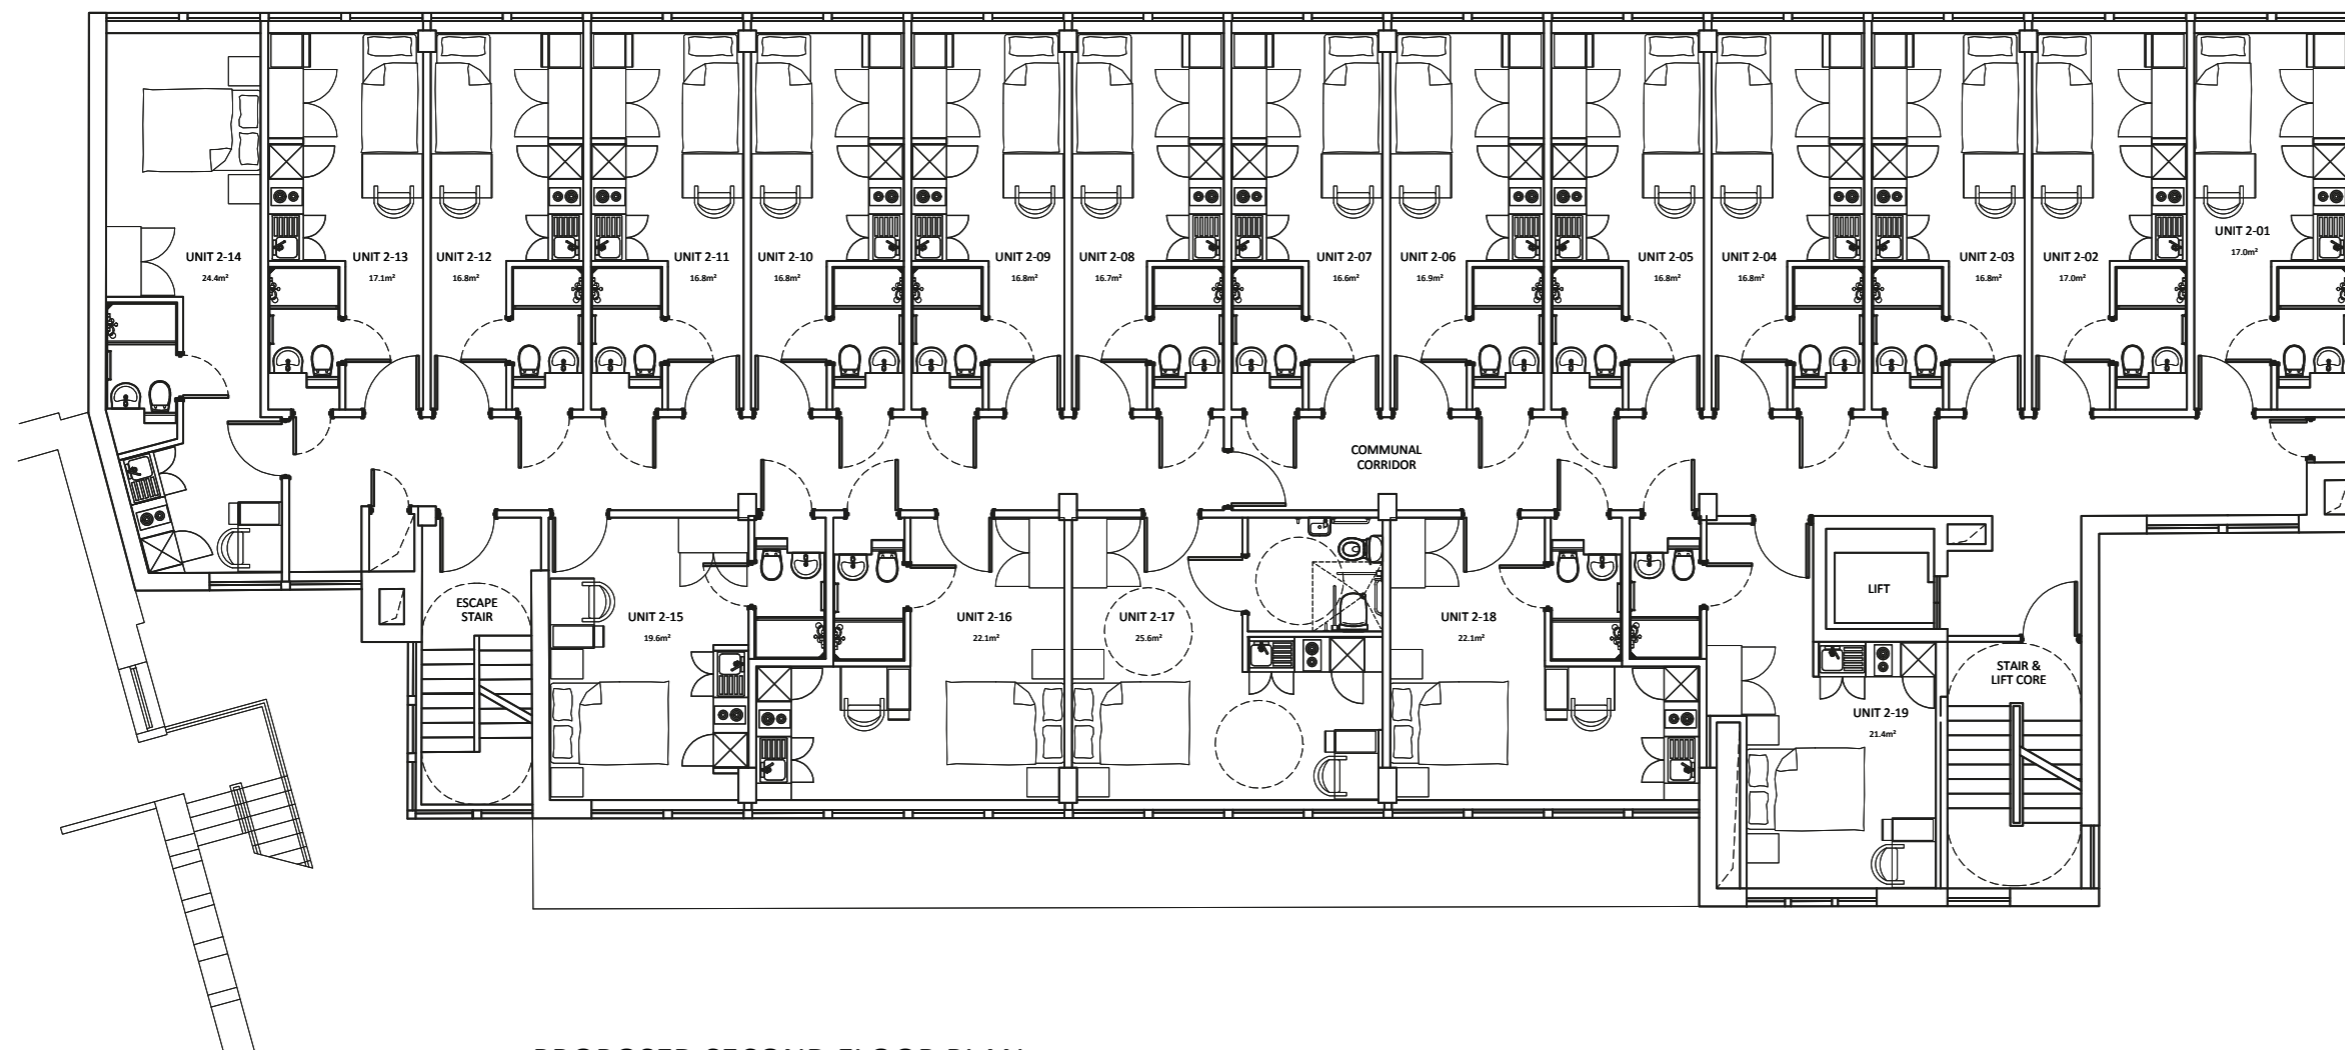 UNIT 2-14
24.4m²
UNIT 2-13
17.1m²
UNIT 2-12
16.8m²
UNIT 2-11
16.8m²
UNIT 2-10
16.8m²
UNIT 2-09
16.8m²
UNIT 2-08
16.7m²
UNIT 2-07
16.6m²
UNIT 2-06
16.9m²
UNIT 2-05
16.8m²
UNIT 2-04
16.8m²
UNIT 2-03
16.8m²
UNIT 2-02
17.0m²
UNIT 2-01
17.0m²
COMMUNAL
CORRIDOR
ESCAPE
STAIR
UNIT 2-15
19.6m²
UNIT 2-16
22.1m²
UNIT 2-17
25.6m²
UNIT 2-18
22.1m²
LIFT
STAIR &
LIFT CORE
UNIT 2-19
21.4m²
PROPOSED SECOND FLOOR PLAN